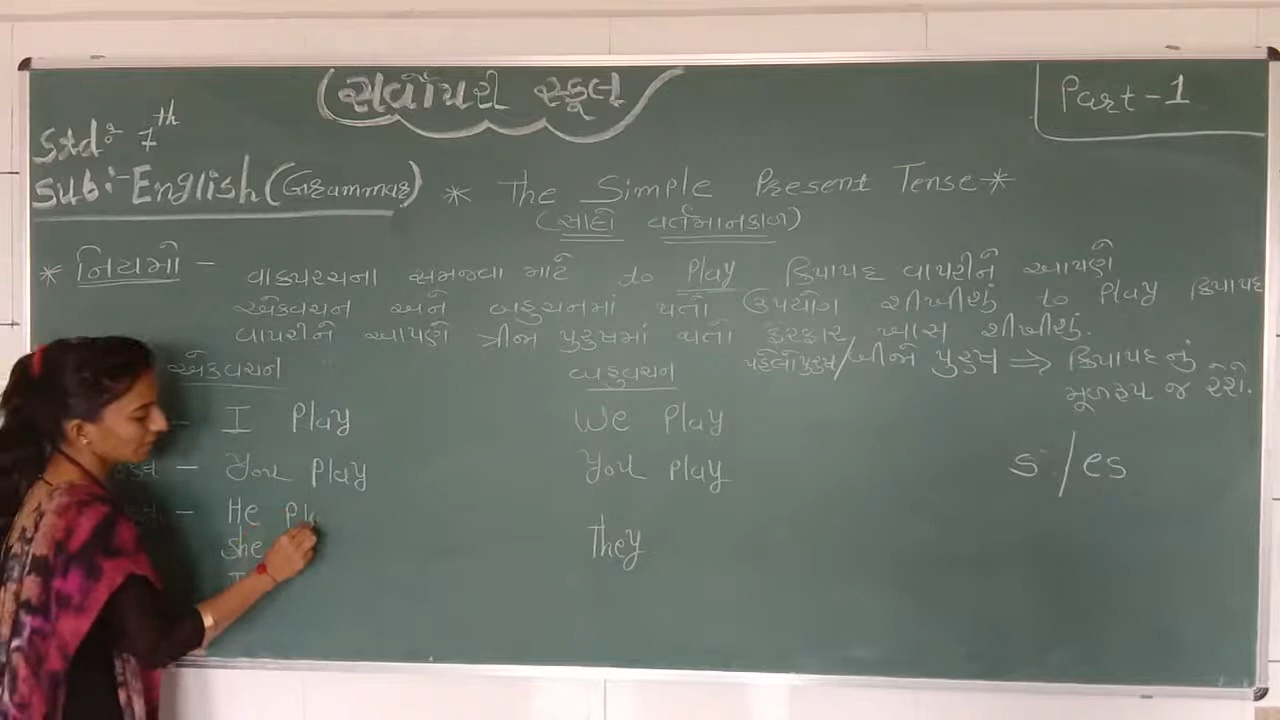 સર્વોપરી સ્કૂલ
Part-1
Std: 7th
Sub:- English (Grammar)
* The Simple Present Tense *
(સાદો વર્તમાનકાળ)
* નિયમો - વાક્યરચના સમજવા માટે to Play ક્રિયાપદ વાપરીને આપણે
એકવચન અને બહુવચનમાં થતો ઉપયોગ શીખીશું to Play ક્રિયાપદ
વાપરીને આપણે ત્રીજા પુરુષમાં થતો ફેરફાર ખાસ શીખીશું.
એકવચન બહુવચન પહેલો પુરુષ/બીજો પુરુષ ⇒ ક્રિયાપદનું
મૂળરૂપ જ રેશે.
- I Play We Play
- You Play You Play s/es
- He Pl
She They